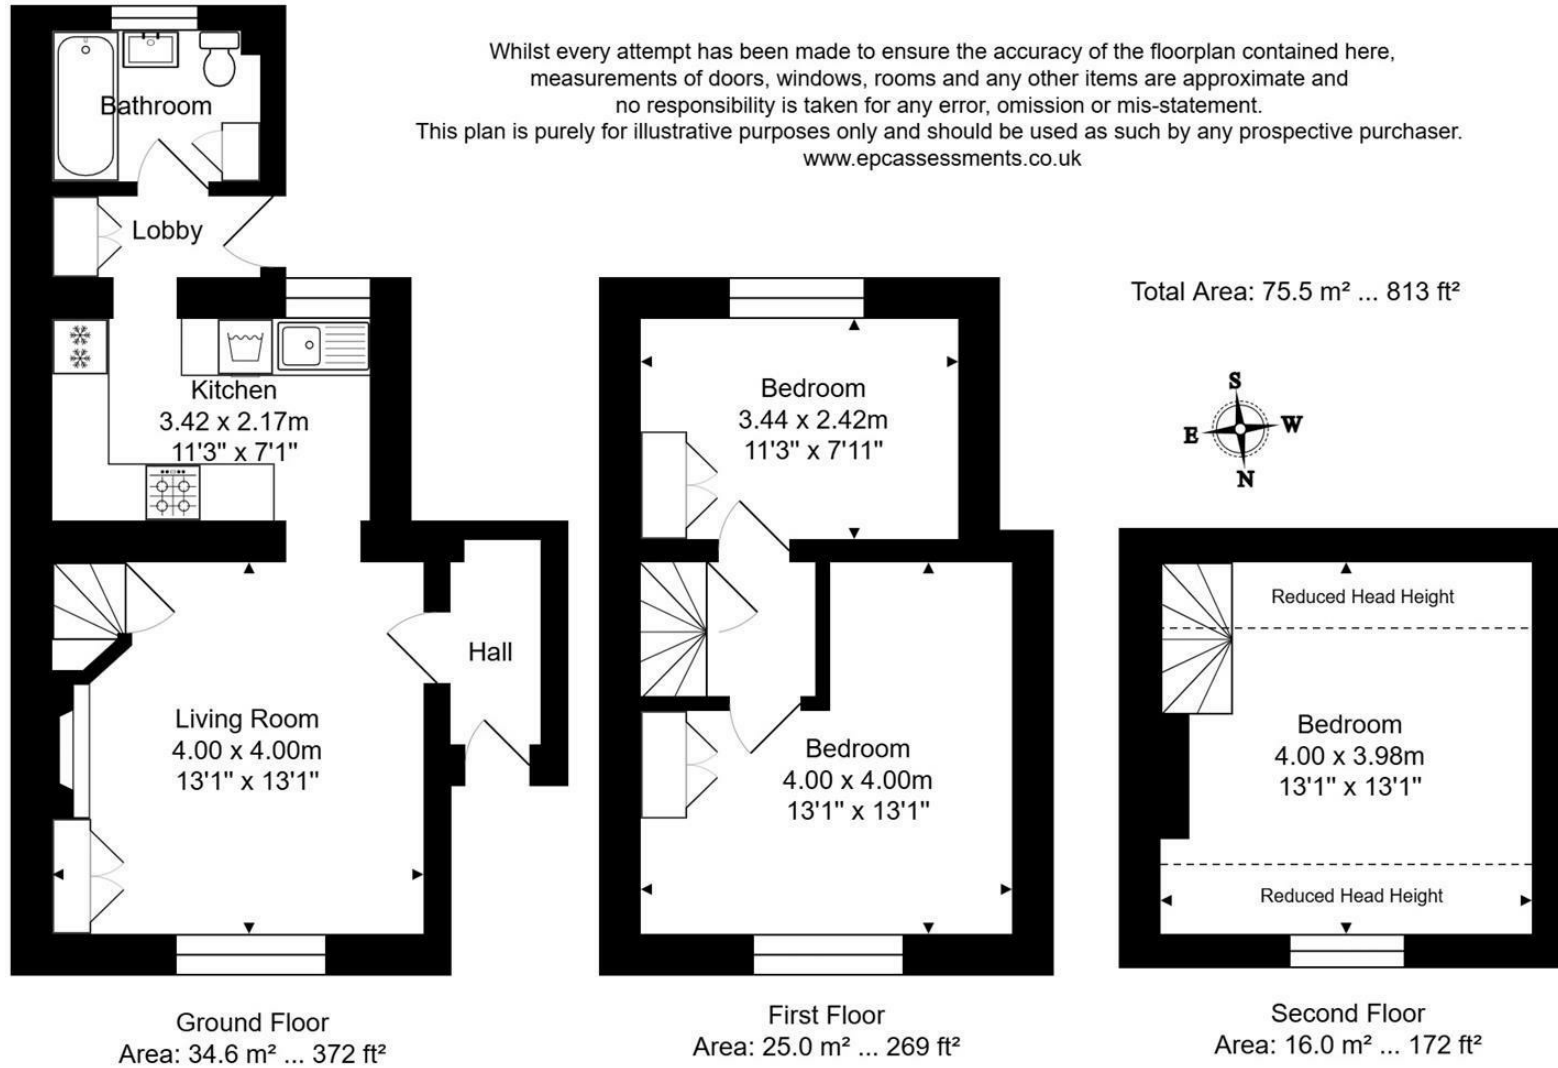 Whilst every attempt has been made to ensure the accuracy of the floorplan contained here,
measurements of doors, windows, rooms and any other items are approximate and
no responsibility is taken for any error, omission or mis-statement.
This plan is purely for illustrative purposes only and should be used as such by any prospective purchaser.
www.epcassessments.co.uk
Bathroom
Lobby
Kitchen
3.42 x 2.17m
11'3" x 7'1"
Living Room
4.00 x 4.00m
13'1" x 13'1"
Hall
Ground Floor
Area: 34.6 m² ... 372 ft²
Bedroom
3.44 x 2.42m
11'3" x 7'11"
Bedroom
4.00 x 4.00m
13'1" x 13'1"
First Floor
Area: 25.0 m² ... 269 ft²
Total Area: 75.5 m² ... 813 ft²
S
E
W
N
Reduced Head Height
Bedroom
4.00 x 3.98m
13'1" x 13'1"
Reduced Head Height
Second Floor
Area: 16.0 m² ... 172 ft²